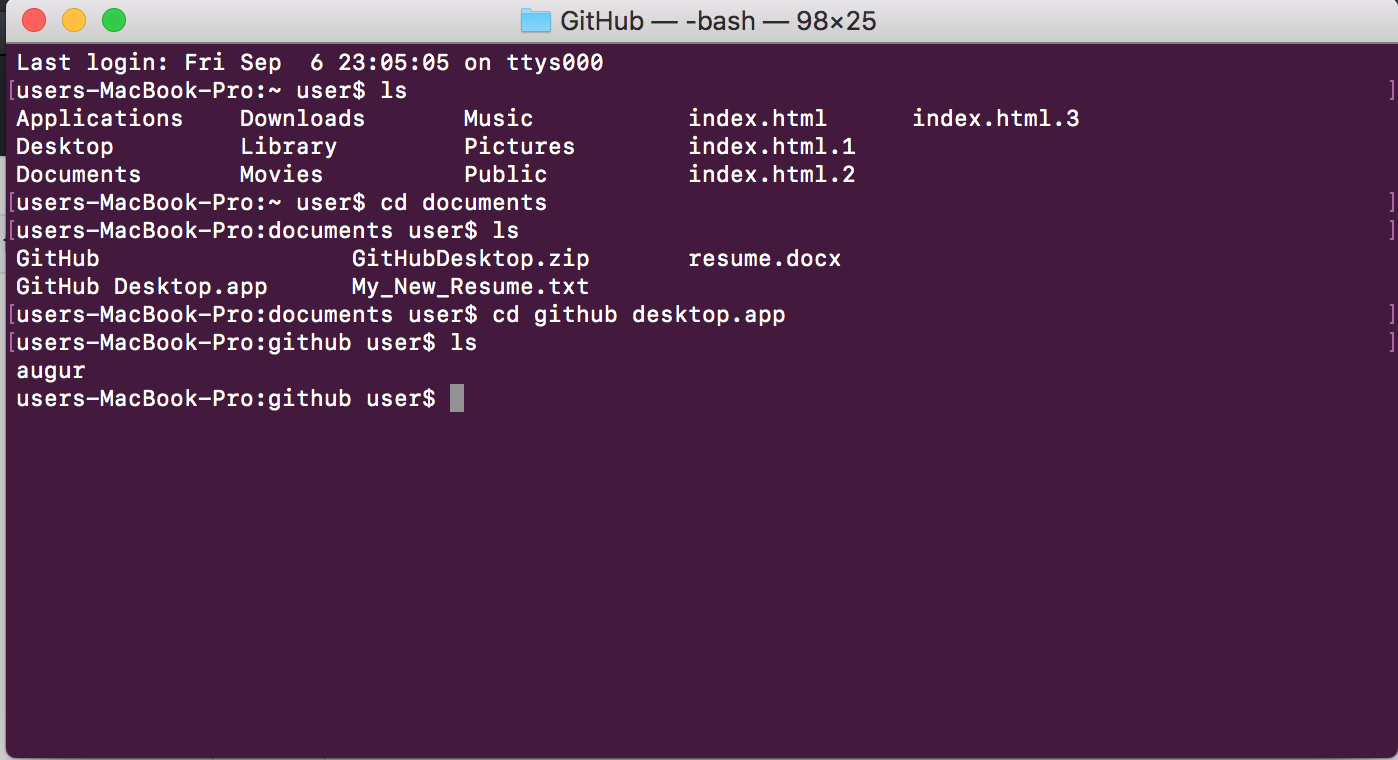 GitHub — -bash — 98×25
Last login: Fri Sep  6 23:05:05 on ttys000
[users-MacBook-Pro:~ user$ ls ]
Applications    Downloads       Music           index.html      index.html.3
Desktop         Library         Pictures        index.html.1
Documents       Movies          Public          index.html.2
[users-MacBook-Pro:~ user$ cd documents ]
[users-MacBook-Pro:documents user$ ls ]
GitHub                  GitHubDesktop.zip       resume.docx
GitHub Desktop.app      My_New_Resume.txt
[users-MacBook-Pro:documents user$ cd github desktop.app ]
[users-MacBook-Pro:github user$ ls ]
augur
users-MacBook-Pro:github user$